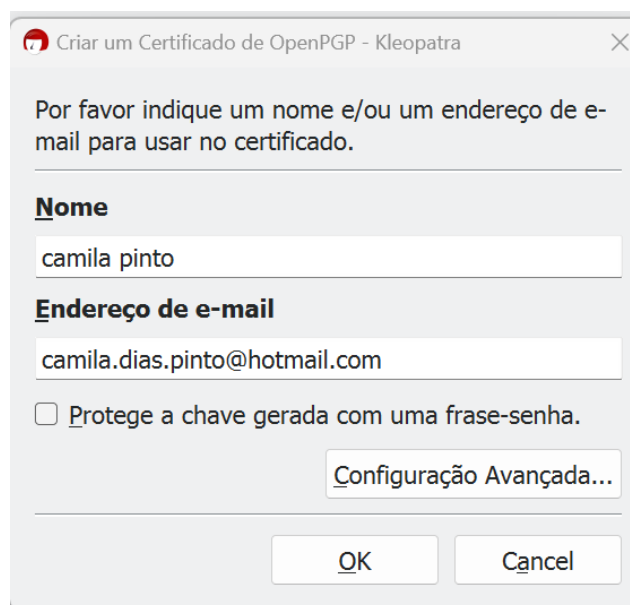 Criar um Certificado de OpenPGP - Kleopatra
Por favor indique um nome e/ou um endereço de e-
mail para usar no certificado.
Nome
camila pinto
Endereço de e-mail
camila.dias.pinto@hotmail.com
Protege a chave gerada com uma frase-senha.
Configuração Avançada...
OK Cancel